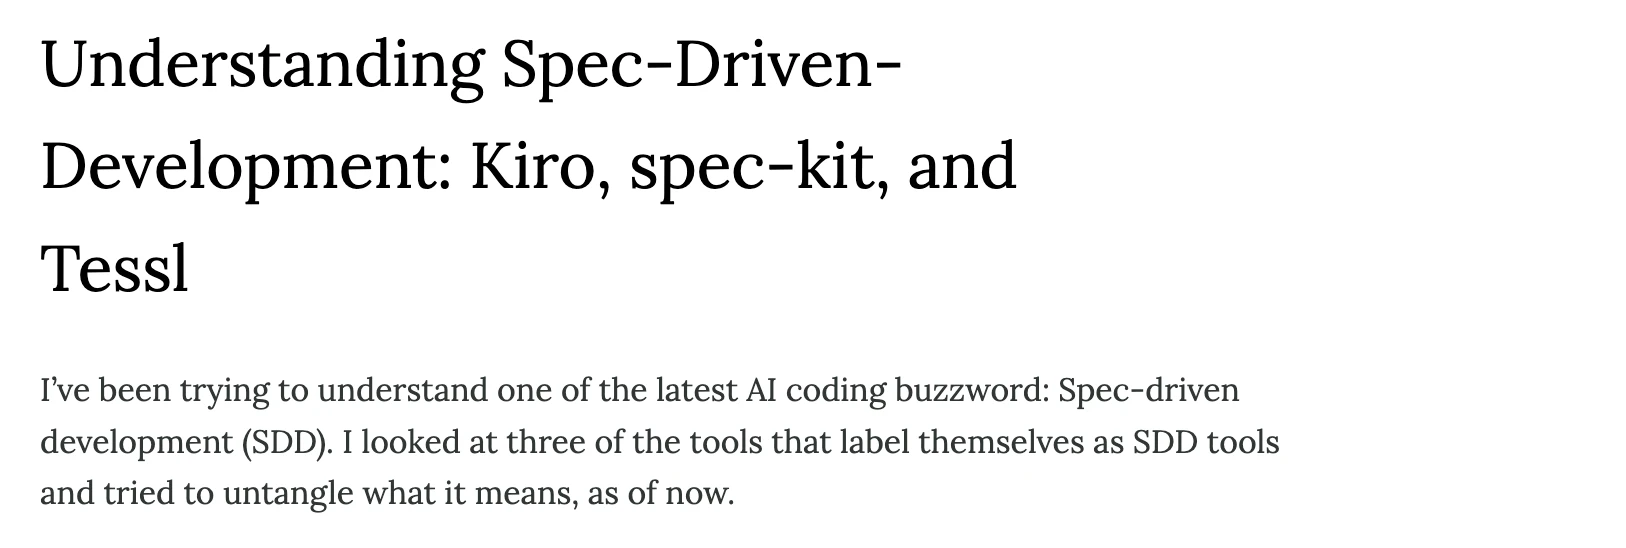 Understanding Spec-Driven-
Development: Kiro, spec-kit, and
Tessl
I’ve been trying to understand one of the latest AI coding buzzword: Spec-driven
development (SDD). I looked at three of the tools that label themselves as SDD tools
and tried to untangle what it means, as of now.